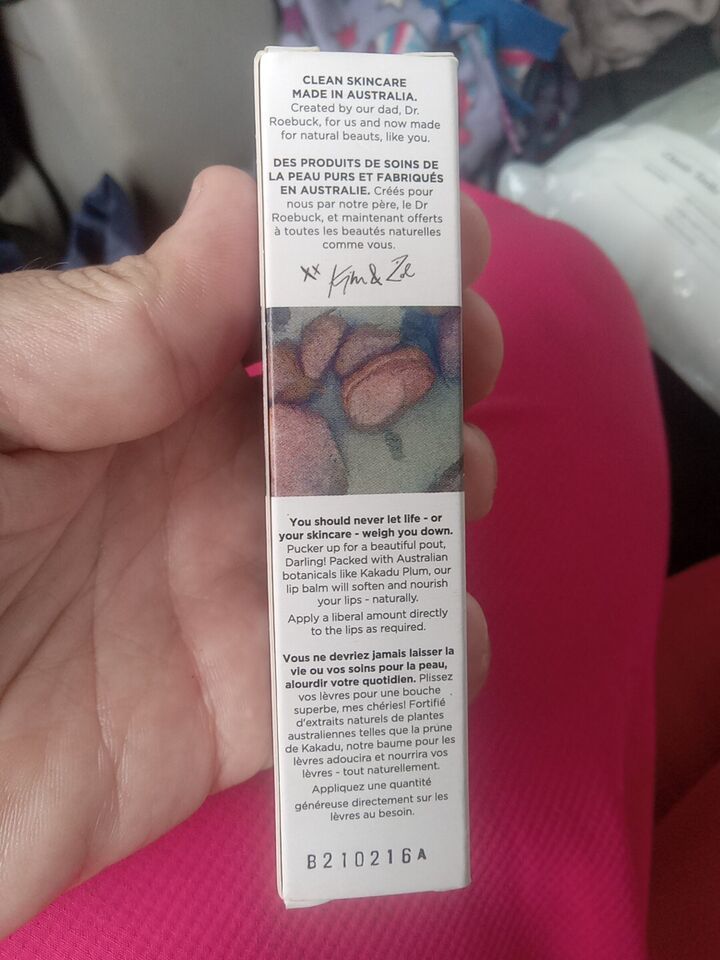 CLEAN SKINCARE
MADE IN AUSTRALIA.
Created by our dad, Dr.
Roebuck, for us and now made
for natural beauts, like you.
DES PRODUITS DE SOINS DE
LA PEAU PURS ET FABRIQUÉS
EN AUSTRALIE. Créés pour
nous par notre père, le Dr
Roebuck, et maintenant offerts
à toutes les beautés naturelles
comme vous.
xx Kim & Zoe
You should never let life - or
your skincare - weigh you down.
Pucker up for a beautiful pout,
Darling! Packed with Australian
botanicals like Kakadu Plum, our
lip balm will soften and nourish
your lips - naturally.
Apply a liberal amount directly
to the lips as required.
Vous ne devriez jamais laisser la
vie ou vos soins pour la peau,
alourdir votre quotidien. Plissez
vos lèvres pour une bouche
superbe, mes chéries! Fortifié
d'extraits naturels de plantes
australiennes telles que la prune
de Kakadu, notre baume pour les
lèvres adoucira et nourrira vos
lèvres - tout naturellement.
Appliquez une quantité
généreuse directement sur les
lèvres au besoin.
B210216A